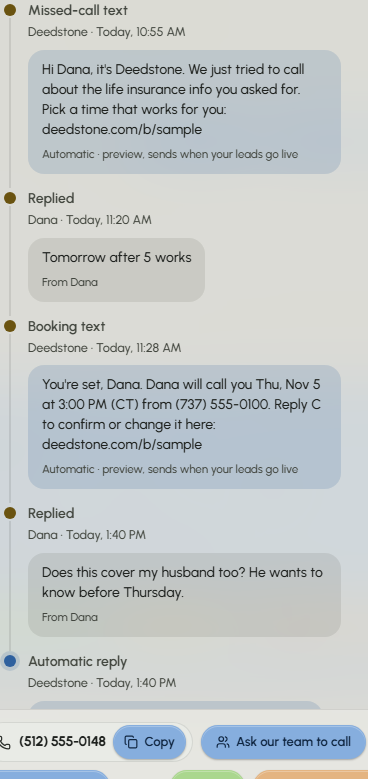 Missed-call text
Deedstone · Today, 10:55 AM
Hi Dana, it's Deedstone. We just tried to call
about the life insurance info you asked for.
Pick a time that works for you:
deedstone.com/b/sample
Automatic · preview, sends when your leads go live
Replied
Dana · Today, 11:20 AM
Tomorrow after 5 works
From Dana
Booking text
Deedstone · Today, 11:28 AM
You're set, Dana. Dana will call you Thu, Nov 5
at 3:00 PM (CT) from (737) 555-0100. Reply C
to confirm or change it here:
deedstone.com/b/sample
Automatic · preview, sends when your leads go live
Replied
Dana · Today, 1:40 PM
Does this cover my husband too? He wants to
know before Thursday.
From Dana
Automatic reply
Deedstone · Today, 1:40 PM
(512) 555-0148 Copy Ask our team to call